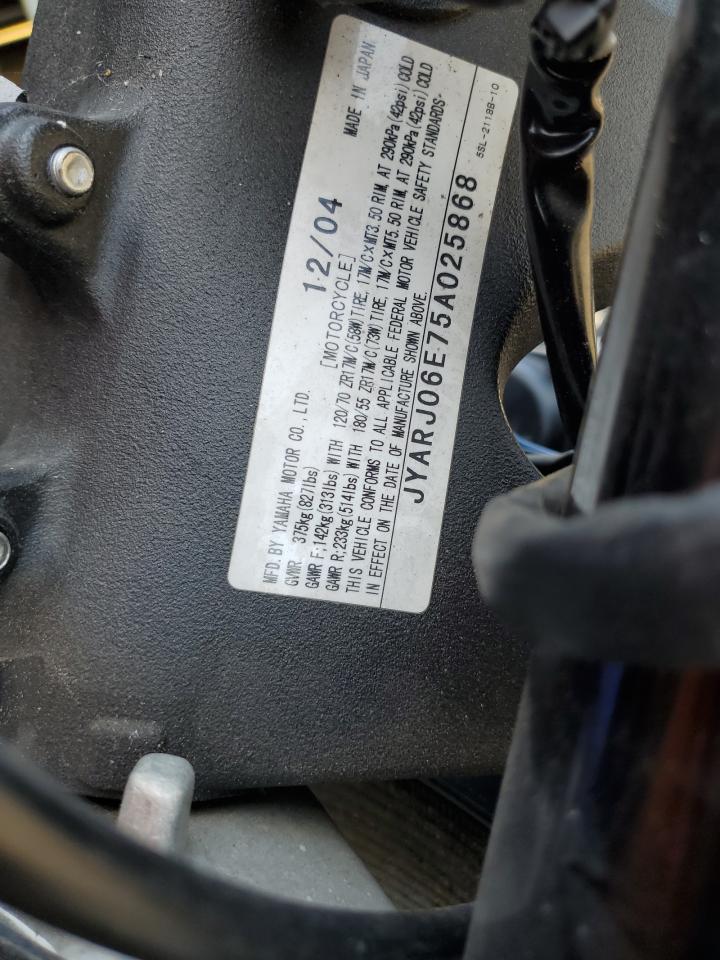 MFD. BY YAMAHA MOTOR CO., LTD. 12/04 MADE IN JAPAN
GVWR: 375kg(827lbs) [MOTORCYCLE]
GAWR F:142kg(313lbs) WITH 120/70 ZR17M/C(58W)TIRE, 17M/C×MT3.50 RIM, AT 290kPa(42psi) COLD
GAWR R:233kg(514lbs) WITH 180/55 ZR17M/C(73W)TIRE, 17M/C×MT5.50 RIM, AT 290kPa(42psi) COLD
THIS VEHICLE CONFORMS TO ALL APPLICABLE FEDERAL MOTOR VEHICLE SAFETY STANDARDS
IN EFFECT ON THE DATE OF MANUFACTURE SHOWN ABOVE.
JYARJ06E75A025868
5SL-2118B-10